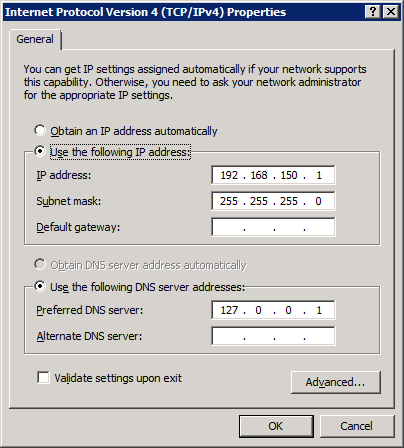 Internet Protocol Version 4 (TCP/IPv4) Properties
General
You can get IP settings assigned automatically if your network supports
this capability. Otherwise, you need to ask your network administrator
for the appropriate IP settings.
Obtain an IP address automatically
Use the following IP address:
IP address: 192 . 168 . 150 . 1
Subnet mask: 255 . 255 . 255 . 0
Default gateway: . . .
Obtain DNS server address automatically
Use the following DNS server addresses:
Preferred DNS server: 127 . 0 . 0 . 1
Alternate DNS server: . . .
Validate settings upon exit
Advanced...
OK Cancel